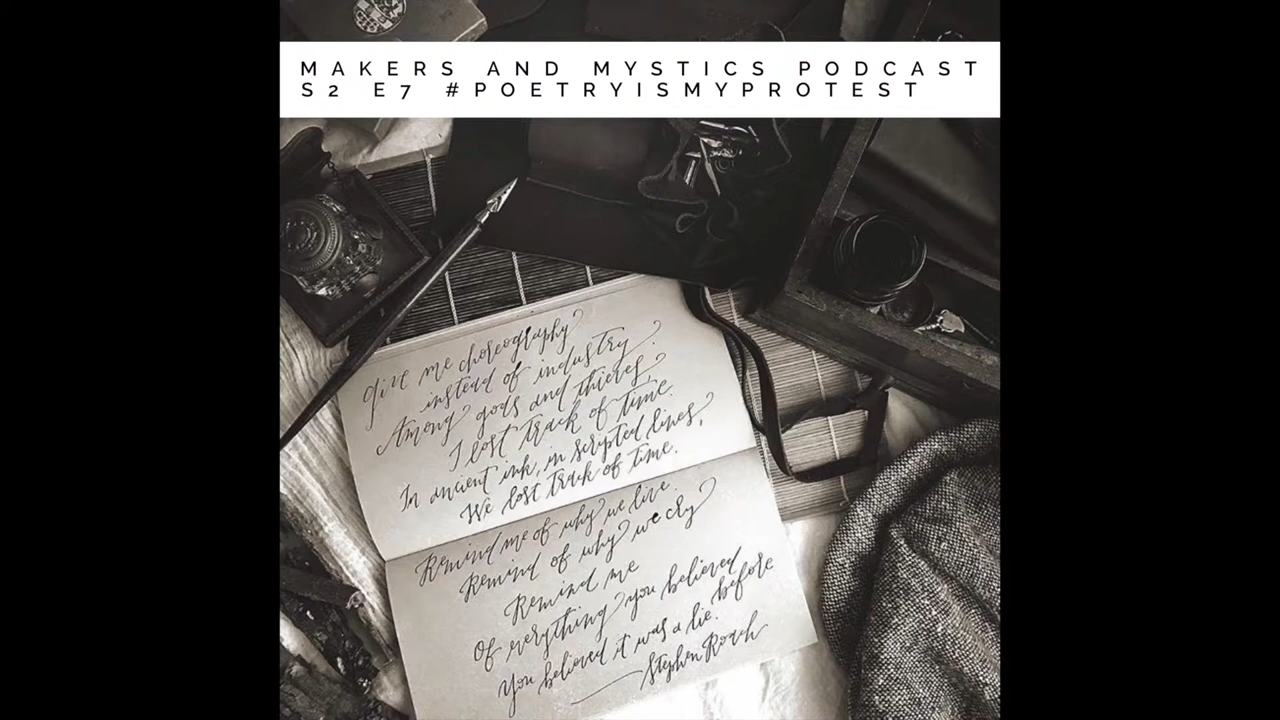 MAKERS AND MYSTICS PODCAST
S2 E7 #POETRYISMYPROTEST
Give me choreography
instead of industry.
Among gods and thieves,
I lost track of time.
In ancient ink, in scripted lines,
We lost track of time.
Remind me of why we live.
Remind of why we cry
Remind me
Of everything you believed
You believed it was a lie. before
Stephen Roach